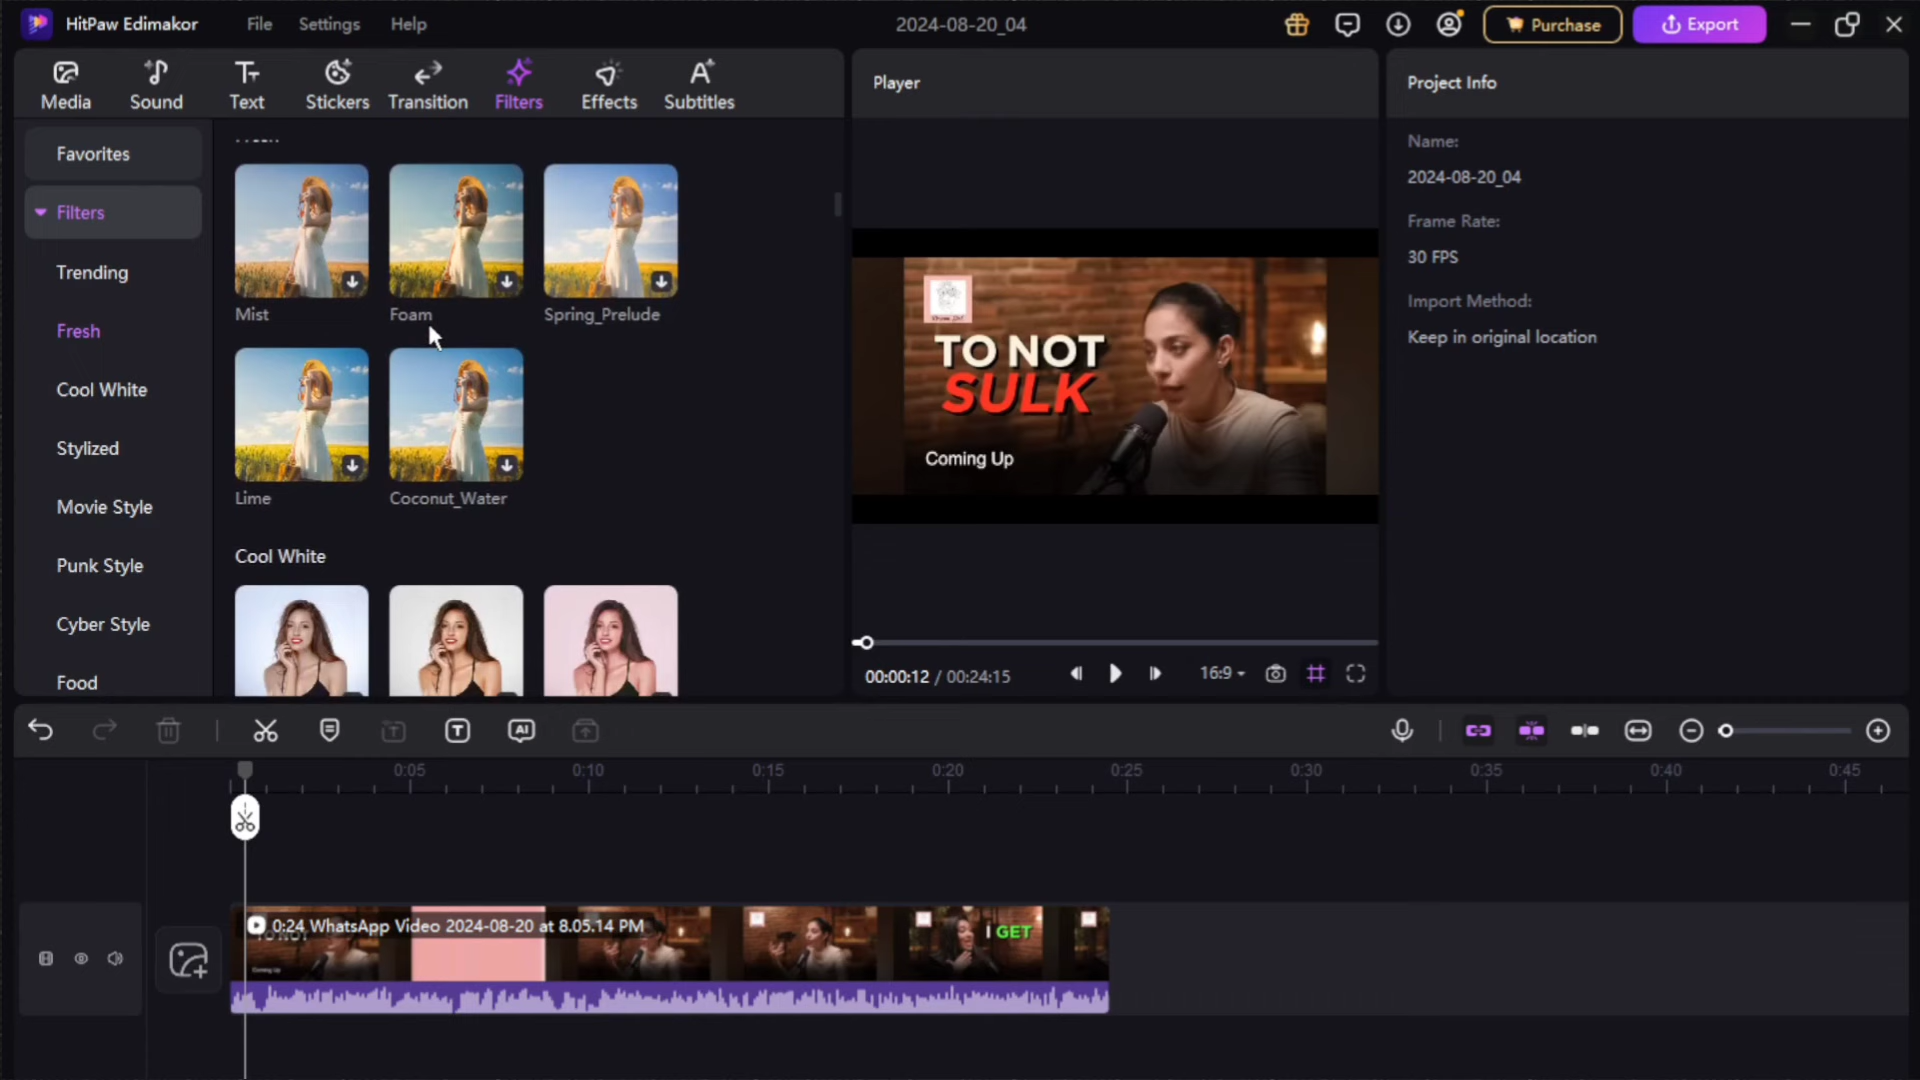 HitPaw Edimakor File Settings Help 2024-08-20_04 Purchase Export
Media Sound Text Stickers Transition Filters Effects Subtitles
Favorites
Filters
Trending
Fresh
Cool White
Stylized
Movie Style
Punk Style
Cyber Style
Food
Mist Foam Spring_Prelude
Lime Coconut_Water
Cool White
Player
TO NOT
SULK
Coming Up
00:00:12 / 00:24:15 16:9
Project Info
Name:
2024-08-20_04
Frame Rate:
30 FPS
Import Method:
Keep in original location
AI
0:05 0:10 0:15 0:20 0:25 0:30 0:35 0:40 0:45
0:24 WhatsApp Video 2024-08-20 at 8.05.14 PM
TO NOT
Coming Up
I GET